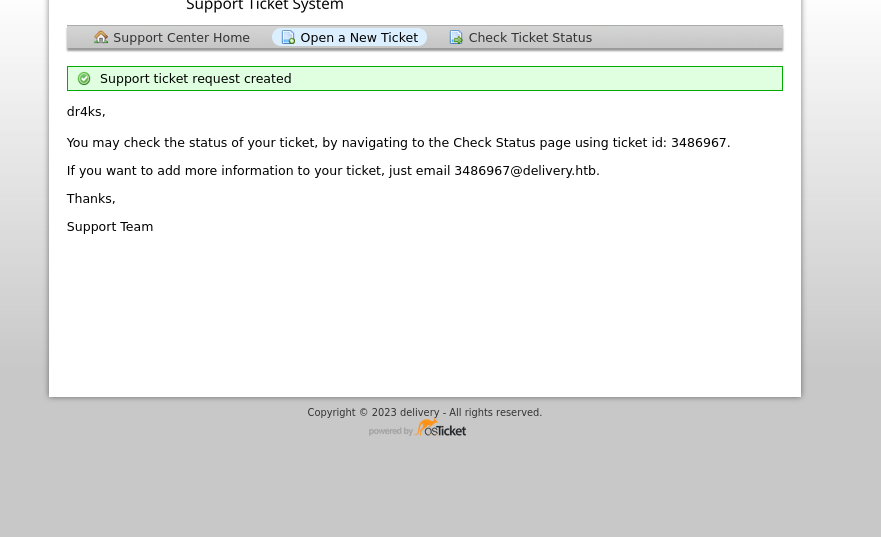 Support Ticket System
Support Center Home Open a New Ticket Check Ticket Status
Support ticket request created
dr4ks,
You may check the status of your ticket, by navigating to the Check Status page using ticket id: 3486967.
If you want to add more information to your ticket, just email 3486967@delivery.htb.
Thanks,
Support Team
Copyright © 2023 delivery - All rights reserved.
powered by osTicket